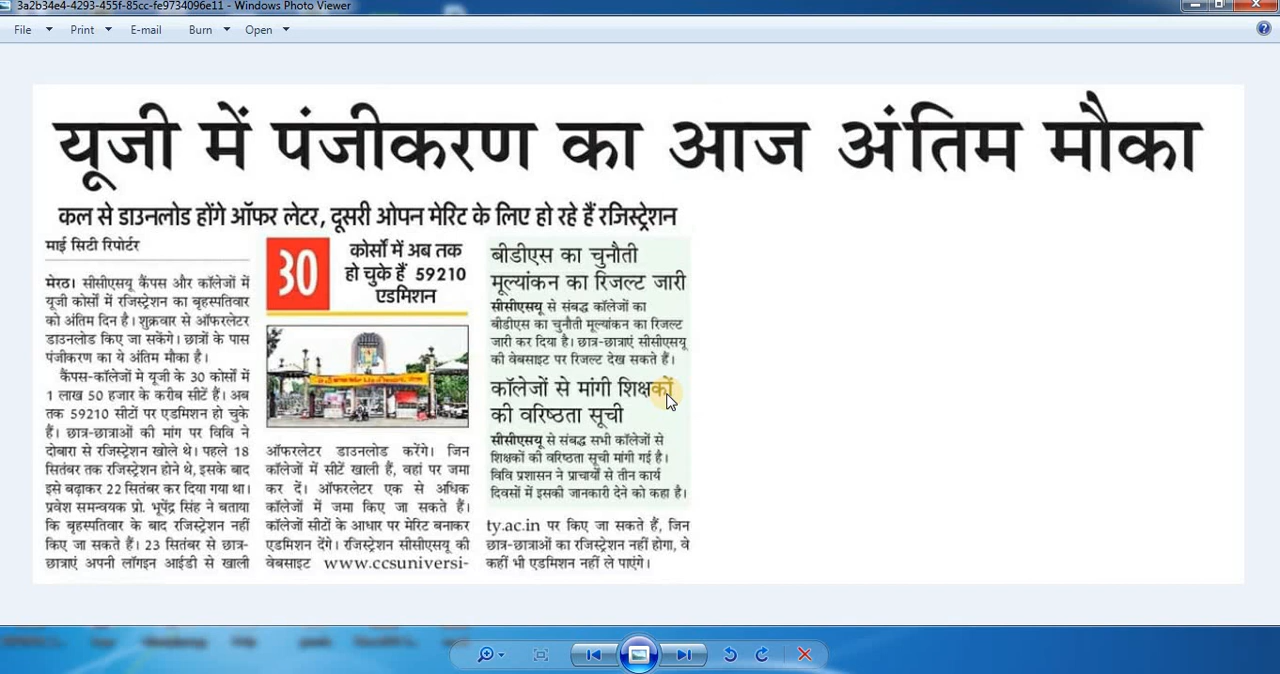 3a2b34e4-4293-455f-85cc-fe9734096e11 - Windows Photo Viewer
File Print E-mail Burn Open
यूजी में पंजीकरण का आज अंतिम मौका
कल से डाउनलोड होंगे ऑफर लेटर, दूसरी ओपन मेरिट के लिए हो रहे हैं रजिस्ट्रेशन
माई सिटी रिपोर्टर
मेरठ। सीसीएसयू कैंपस और कॉलेजों में
यूजी कोर्सों में रजिस्ट्रेशन का बृहस्पतिवार
को अंतिम दिन है। शुक्रवार से ऑफरलेटर
डाउनलोड किए जा सकेंगे। छात्रों के पास
पंजीकरण का ये अंतिम मौका है।
कैंपस-कॉलेजों मे यूजी के 30 कोर्सों में
1 लाख 50 हजार के करीब सीटें हैं। अब
तक 59210 सीटों पर एडमिशन हो चुके
हैं। छात्र-छात्राओं की मांग पर विवि ने
दोबारा से रजिस्ट्रेशन खोले थे। पहले 18
सितंबर तक रजिस्ट्रेशन होने थे, इसके बाद
इसे बढ़ाकर 22 सितंबर कर दिया गया था।
प्रवेश समन्वयक प्रो. भूपेंद्र सिंह ने बताया
कि बृहस्पतिवार के बाद रजिस्ट्रेशन नहीं
किए जा सकते हैं। 23 सितंबर से छात्र-
छात्राएं अपनी लॉगइन आईडी से खाली
30
कोर्सों में अब तक
हो चुके हैं 59210
एडमिशन
ऑफरलेटर डाउनलोड करेंगे। जिन
कॉलेजों में सीटें खाली हैं, वहां पर जमा
कर दें। ऑफरलेटर एक से अधिक
कॉलेजों में जमा किए जा सकते हैं।
कॉलेजों सीटों के आधार पर मेरिट बनाकर
एडमिशन देंगे। रजिस्ट्रेशन सीसीएसयू की
वेबसाइट www.ccsuniversi-
बीडीएस का चुनौती
मूल्यांकन का रिजल्ट जारी
सीसीएसयू से संबद्ध कॉलेजों का
बीडीएस का चुनौती मूल्यांकन का रिजल्ट
जारी कर दिया है। छात्र-छात्राएं सीसीएसयू
की वेबसाइट पर रिजल्ट देख सकते हैं।
कॉलेजों से मांगी शिक्षकों
की वरिष्ठता सूची
सीसीएसयू से संबद्ध सभी कॉलेजों से
शिक्षकों की वरिष्ठता सूची मांगी गई है।
विवि प्रशासन ने प्राचार्यों से तीन कार्य
दिवसों में इसकी जानकारी देने को कहा है।
ty.ac.in पर किए जा सकते हैं, जिन
छात्र-छात्राओं का रजिस्ट्रेशन नहीं होगा, वे
कहीं भी एडमिशन नहीं ले पाएंगे।